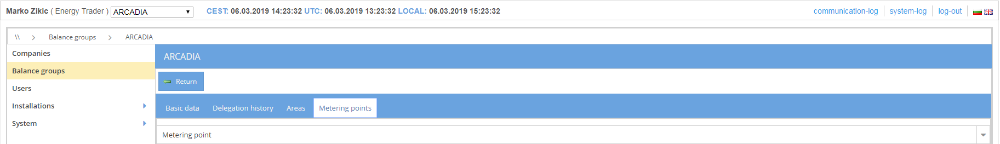 Marko Zikic ( Energy Trader ) ARCADIA CEST: 06.03.2019 14:23:32 UTC: 06.03.2019 13:23:32 LOCAL: 06.03.2019 15:23:32 communication-log system-log log-out
\\ Balance groups ARCADIA
Companies
Balance groups
Users
Installations
System
ARCADIA
Return
Basic data Delegation history Areas Metering points
Metering point